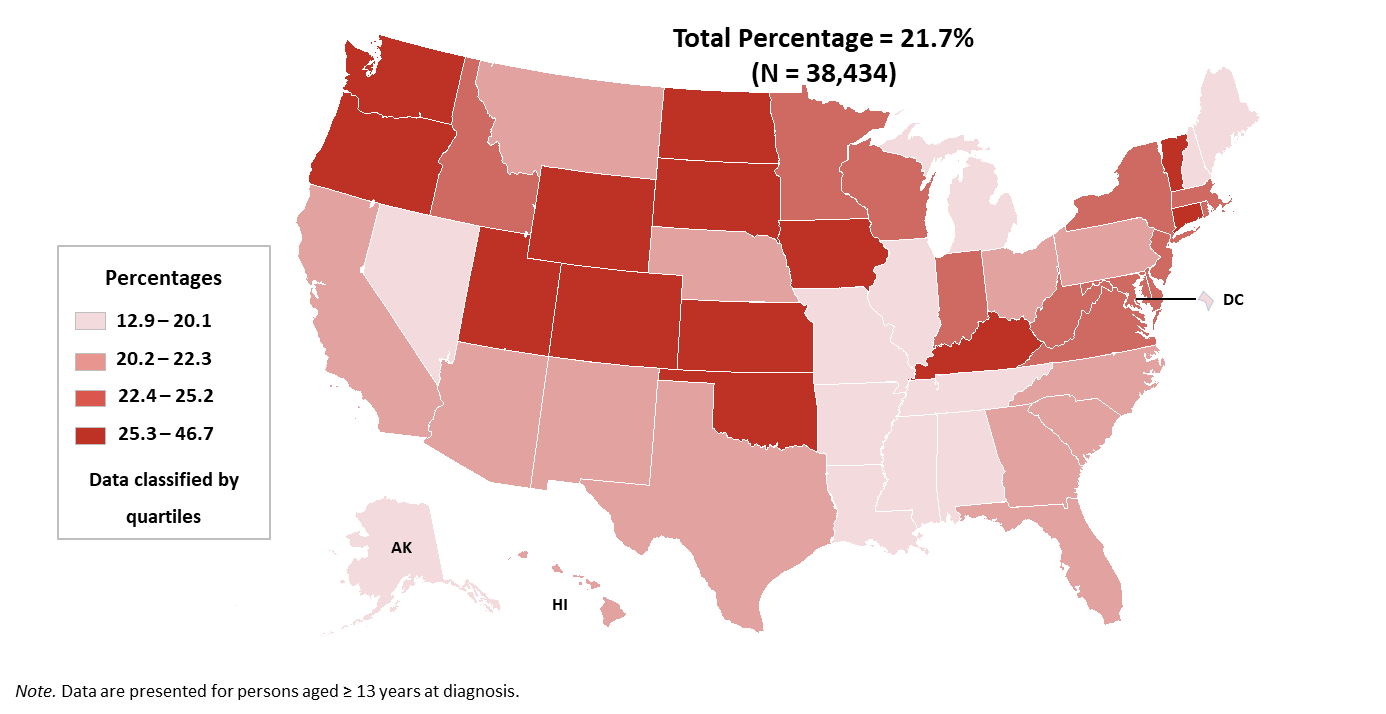 Total Percentage = 21.7%
(N = 38,434)
Percentages
12.9 – 20.1
20.2 – 22.3
22.4 – 25.2
25.3 – 46.7
Data classified by
quartiles
DC
AK
HI
Note. Data are presented for persons aged ≥ 13 years at diagnosis.